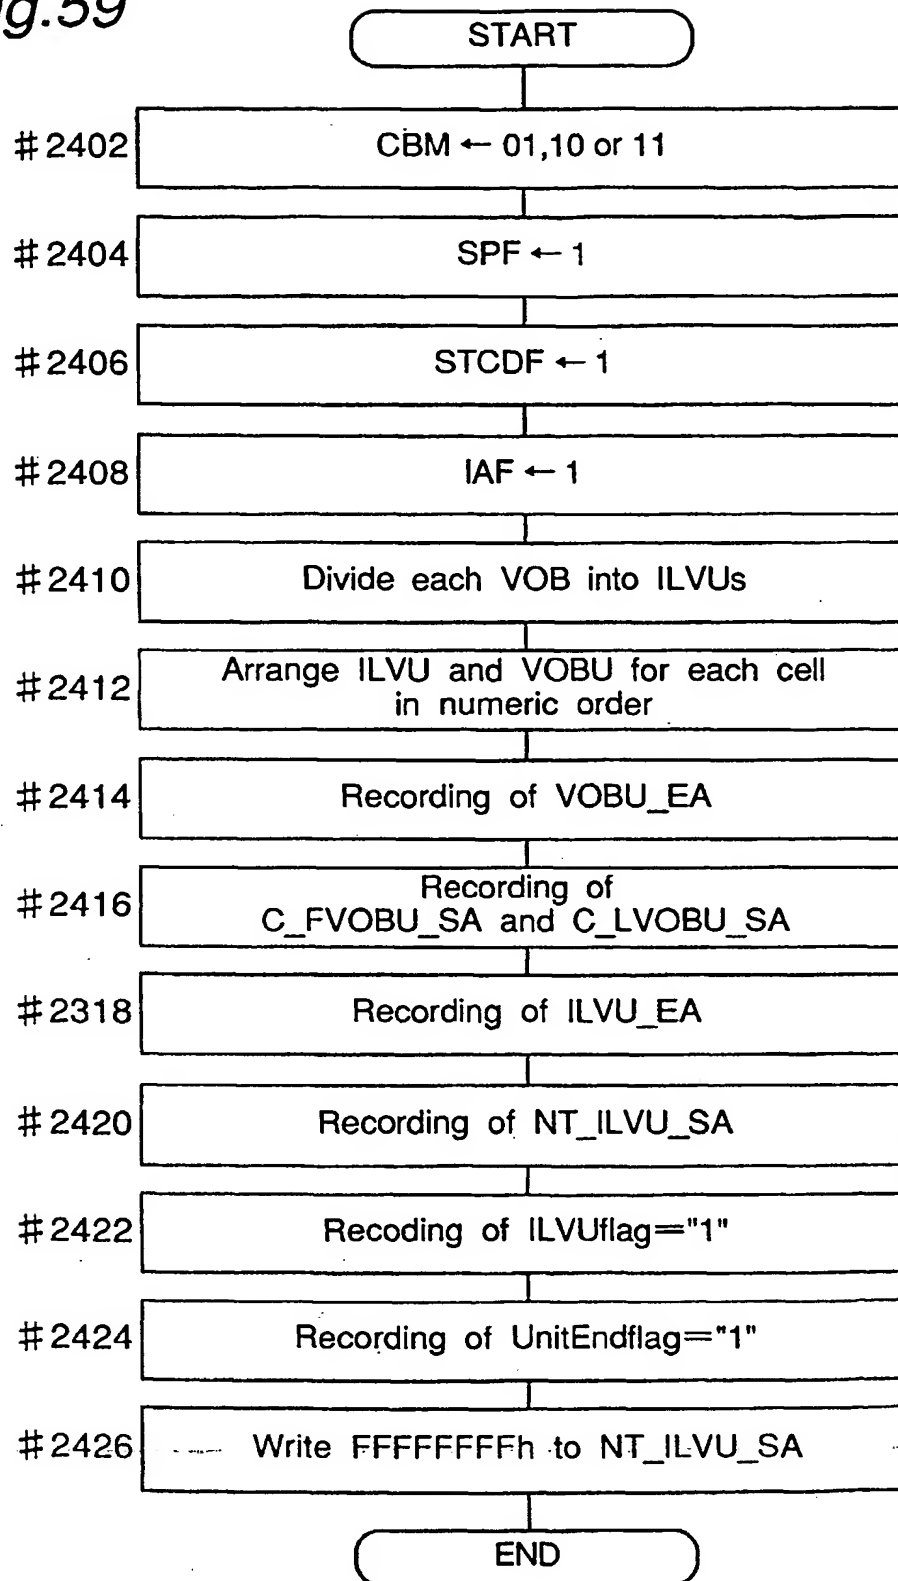 ig.59
START
#2402 CBM ← 01,10 or 11
#2404 SPF ← 1
#2406 STCDF ← 1
#2408 IAF ← 1
#2410 Divide each VOB into ILVUs
#2412 Arrange ILVU and VOBU for each cell
in numeric order
#2414 Recording of VOBU_EA
#2416 Recording of
C_FVOBU_SA and C_LVOBU_SA
#2318 Recording of ILVU_EA
#2420 Recording of NT_ILVU_SA
#2422 Recoding of ILVUflag="1"
#2424 Recording of UnitEndflag="1"
#2426 Write FFFFFFFFh to NT_ILVU_SA
END